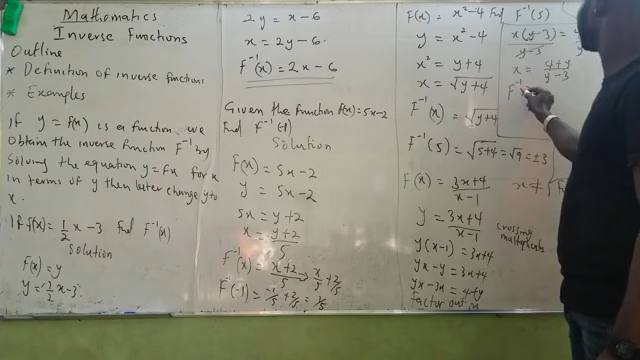 Mathematics
Inverse Functions
Outline
* Definition of inverse functions
* Examples
If y = f(x) is a function, we
Obtain the inverse function F⁻¹ by
Solving the equation y = fx for x
in terms of y then later change y to
x.
If f(x) = 1/2 x - 3 Find F⁻¹(x)
Solution
F(x) = y
y = 1/2 x - 3
2y = x - 6
x = 2y - 6
F⁻¹(x) = 2x - 6
Given the function f(x) = 5x - 2
Find F⁻¹(-1)
Solution
F(x) = 5x - 2
y = 5x - 2
5x = y + 2
x = y + 2 / 5
F⁻¹(x) = x + 2 / 5 → x/5 + 2/5
F⁻¹(-1) = -1/5 + 2/5 = 1/5
F(x) = x² - 4 Find F⁻¹(5)
y = x² - 4
x² = y + 4
x = √y + 4
F⁻¹(x) = √y + 4
F⁻¹(5) = √5 + 4 = √9 = ±3
F(x) = 3x + 4 / x - 1
y = 3x + 4 / x - 1
crossing
multiplications
y(x - 1) = 3x + 4
yx - y = 3x + 4
yx - 3x = 4 + y
factor out x
x(y - 3) / y - 3 = 4
x = 4 + y / y - 3
F⁻¹
x ≠